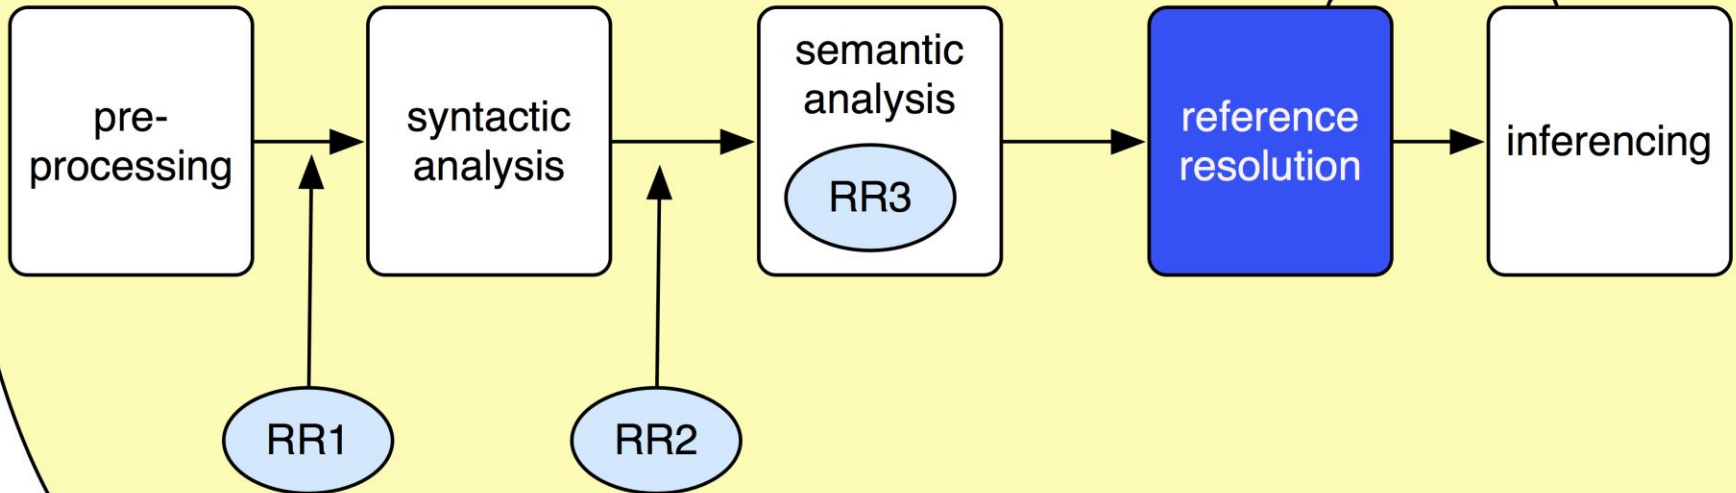 pre-
processing
syntactic
analysis
semantic
analysis
RR3
reference
resolution
inferencing
RR1
RR2